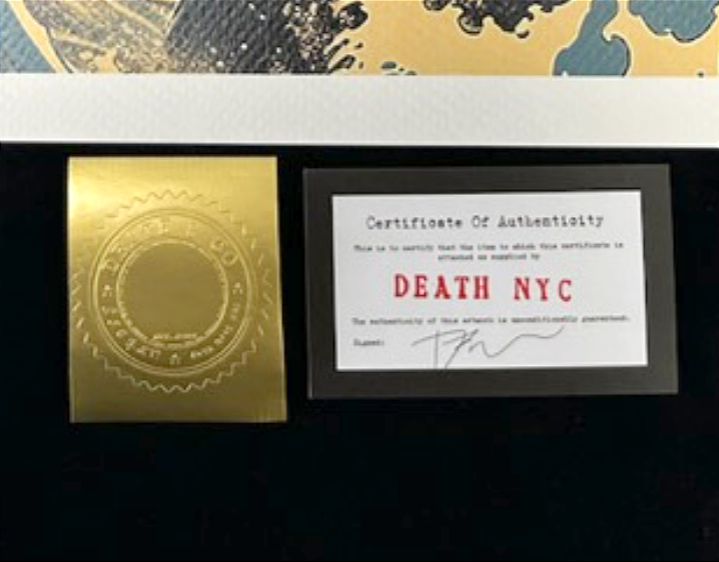 Certificate Of Authenticity
This is to certify that the item to which this certificate is
attached as supplied by
DEATH NYC
The authenticity of this artwork is unconditionally guaranteed.
Signed: